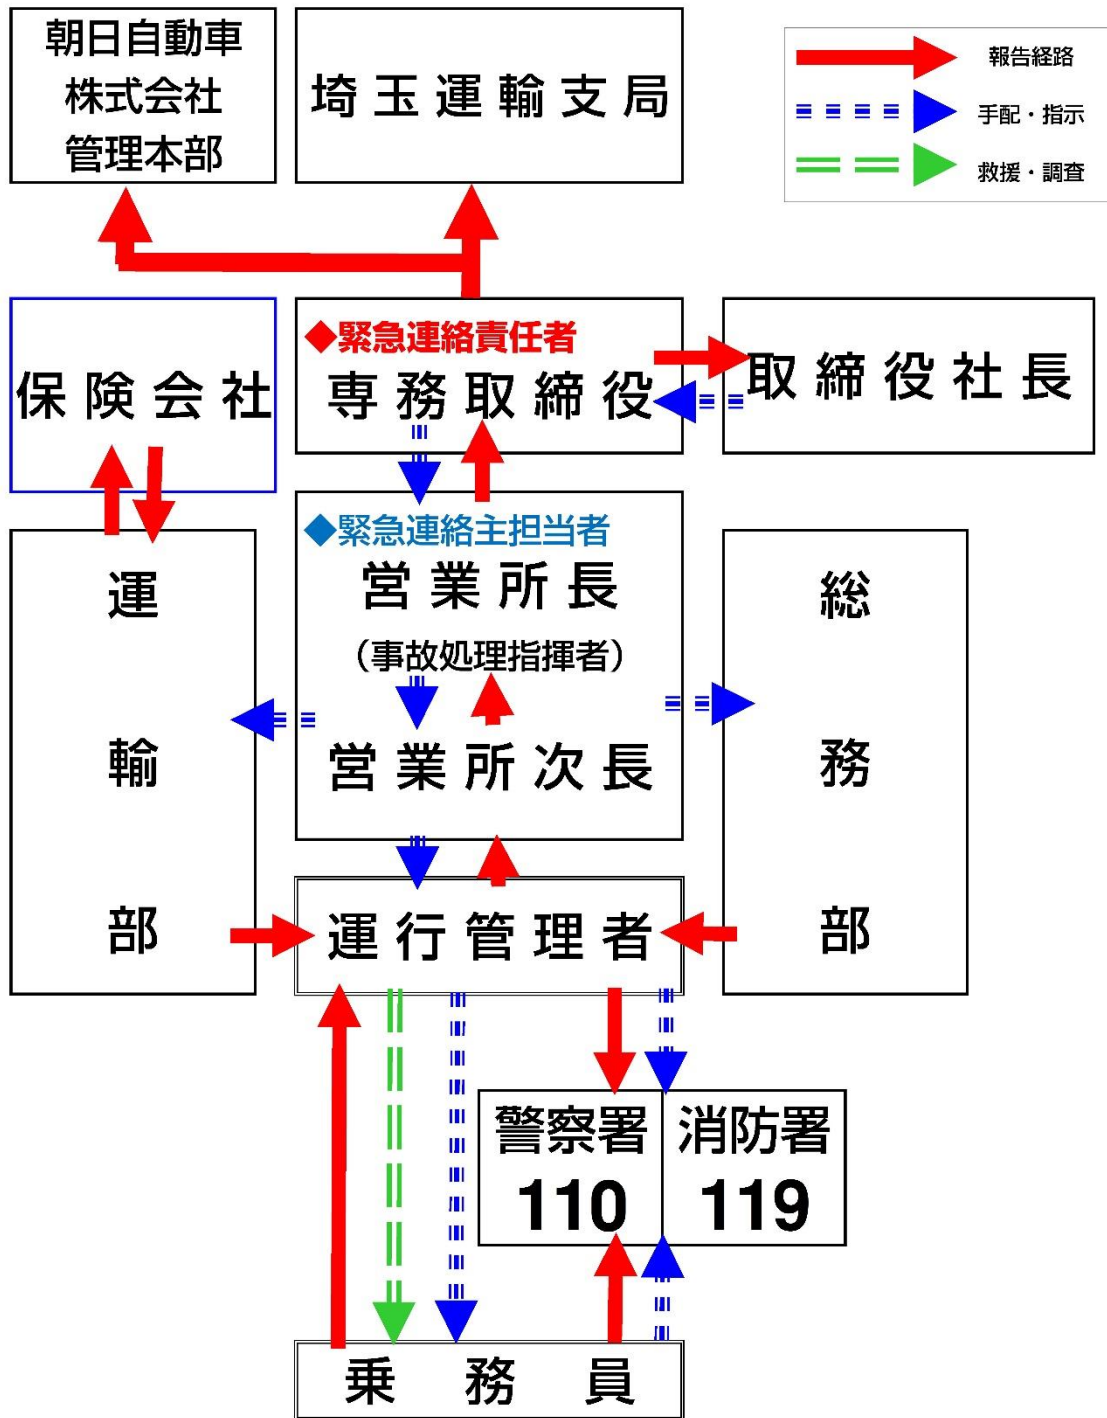 朝日自動車
株式会社
管理本部
埼玉運輸支局
報告経路
手配・指示
救援・調査
保険会社
◆緊急連絡責任者
専務取締役
取締役社長
運輸部
◆緊急連絡主担当者
営業所長
（事故処理指揮者）
営業所次長
総務部
運行管理者
警察署
110
消防署
119
乗務員